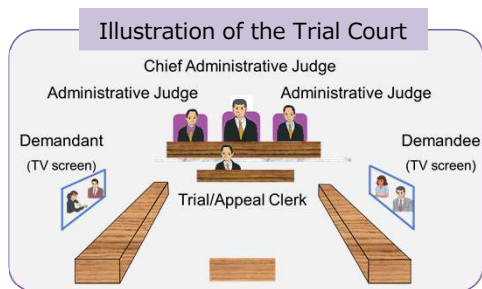 Illustration of the Trial Court
Chief Administrative Judge
Administrative Judge
Administrative Judge
Demandant
(TV screen)
Demandee
(TV screen)
Trial/Appeal Clerk